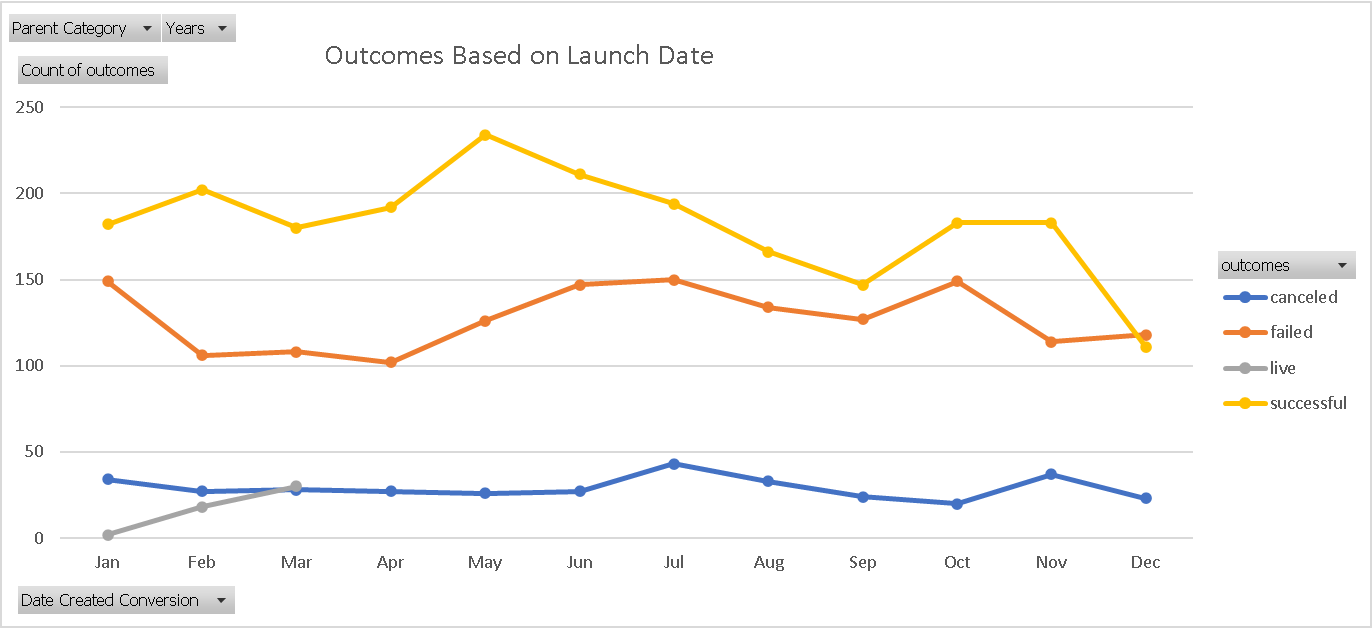 Parent Category Years
Outcomes Based on Launch Date
Count of outcomes
250
200
150
100
50
0
Jan Feb Mar Apr May Jun Jul Aug Sep Oct Nov Dec
outcomes
canceled
failed
live
successful
Date Created Conversion